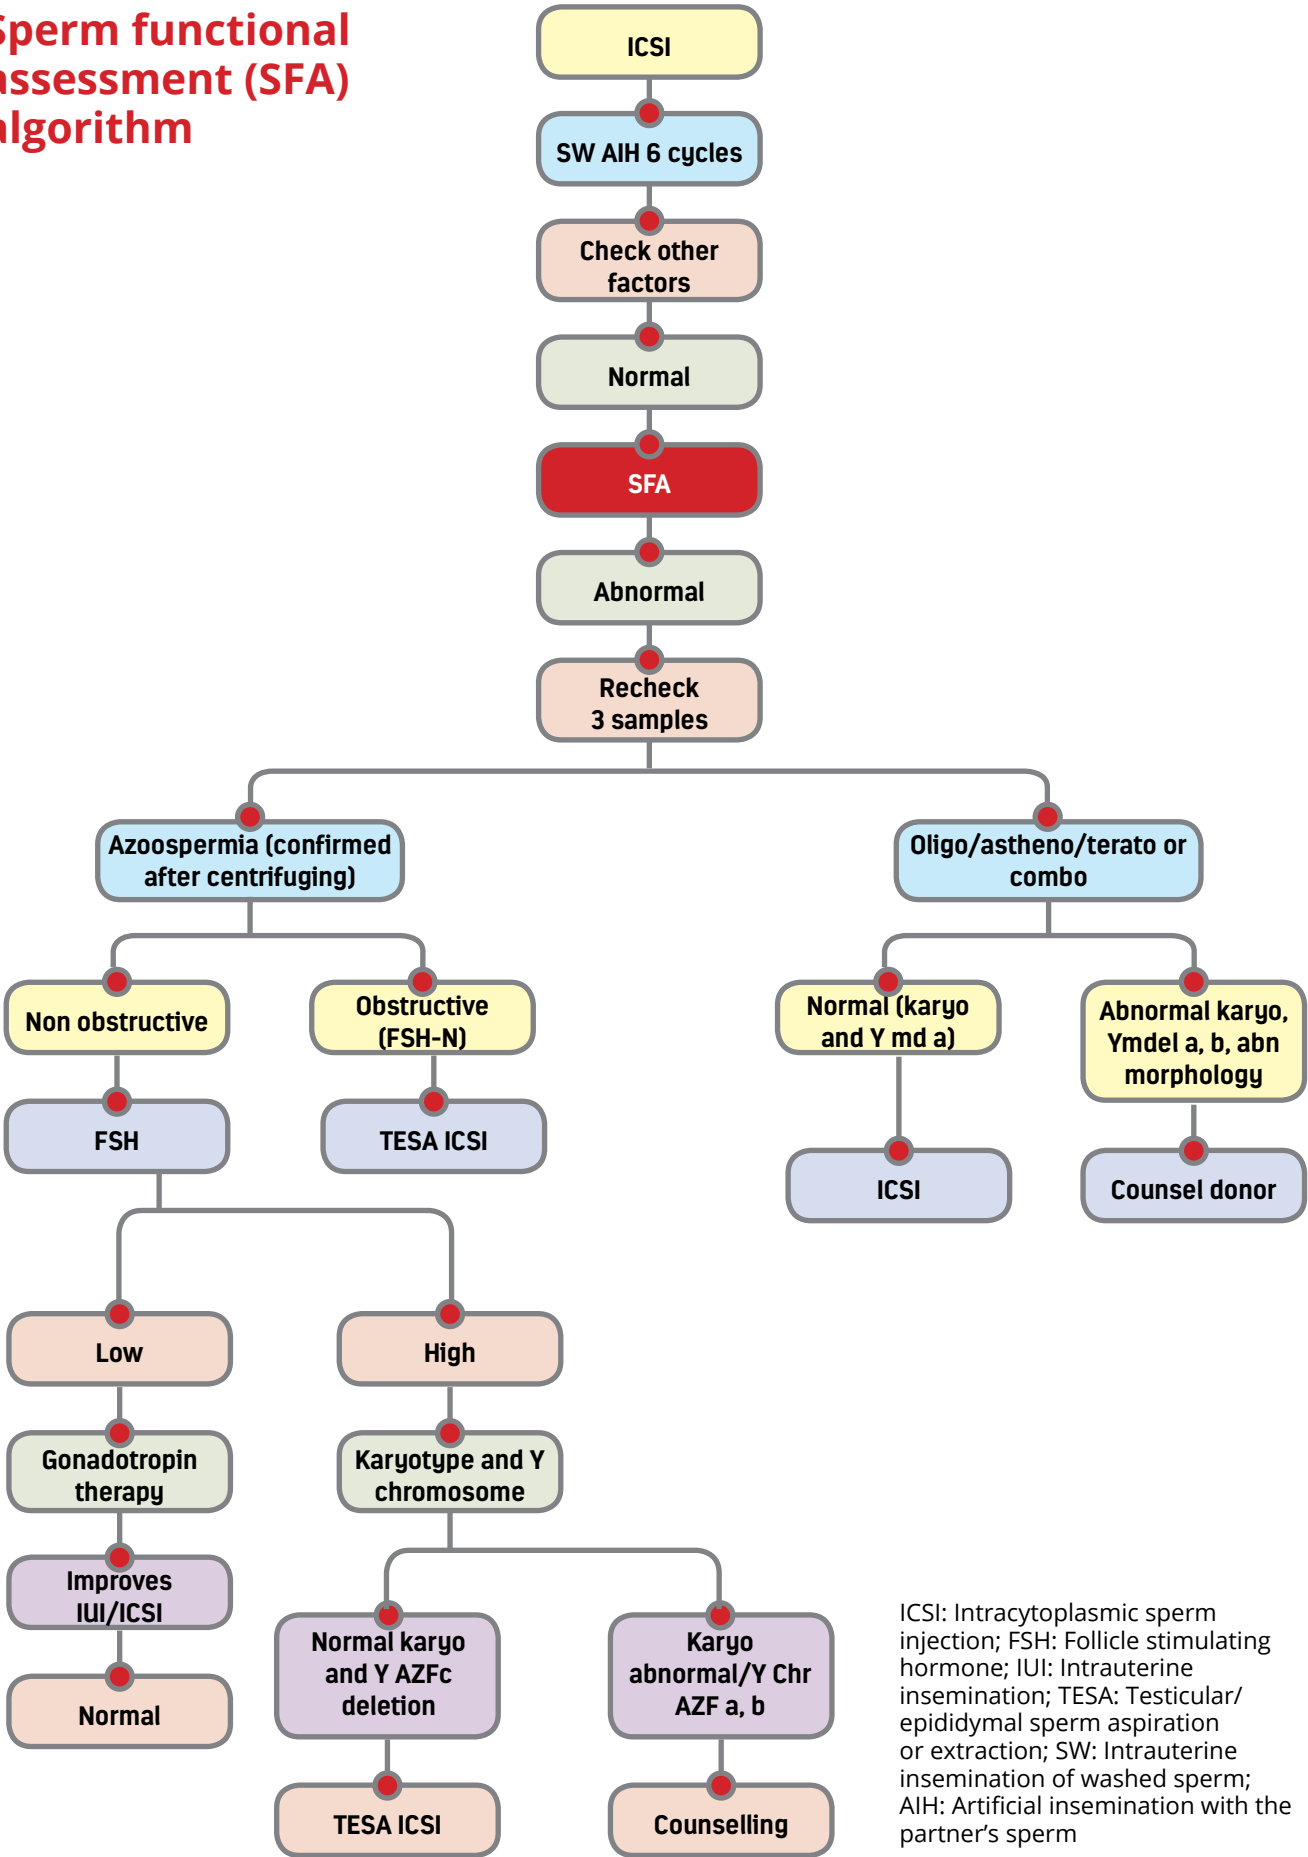 Sperm functional
assessment (SFA)
algorithm
ICSI
SW AIH 6 cycles
Check other
factors
Normal
SFA
Abnormal
Recheck
3 samples
Azoospermia (confirmed
after centrifuging)
Oligo/astheno/terato or
combo
Non obstructive
Obstructive
(FSH-N)
Normal (karyo
and Y md a)
Abnormal karyo,
Ymdel a, b, abn
morphology
FSH
TESA ICSI
ICSI
Counsel donor
Low
High
Gonadotropin
therapy
Karyotype and Y
chromosome
Improves
IUI/ICSI
Normal karyo
and Y AZFc
deletion
Karyo
abnormal/Y Chr
AZF a, b
Normal
TESA ICSI
Counselling
ICSI: Intracytoplasmic sperm
injection; FSH: Follicle stimulating
hormone; IUI: Intrauterine
insemination; TESA: Testicular/
epididymal sperm aspiration
or extraction; SW: Intrauterine
insemination of washed sperm;
AIH: Artificial insemination with the
partner's sperm